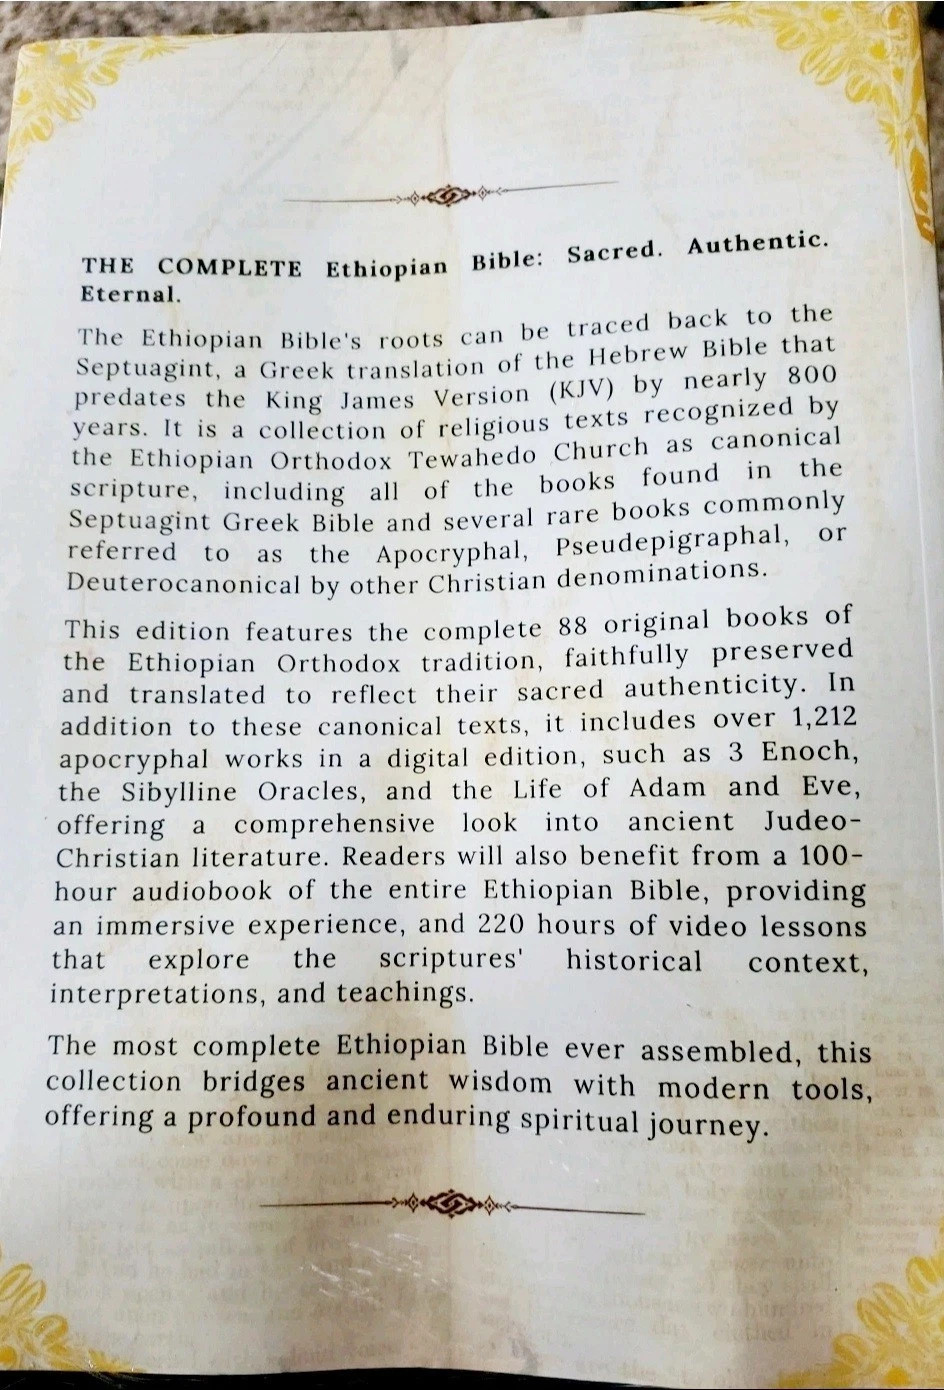 THE COMPLETE Ethiopian Bible: Sacred. Authentic.
Eternal.
The Ethiopian Bible's roots can be traced back to the
Septuagint, a Greek translation of the Hebrew Bible that
predates the King James Version (KJV) by nearly 800
years. It is a collection of religious texts recognized by
the Ethiopian Orthodox Tewahedo Church as canonical
scripture, including all of the books found in the
Septuagint Greek Bible and several rare books commonly
referred to as the Apocryphal, Pseudepigraphal, or
Deuterocanonical by other Christian denominations.
This edition features the complete 88 original books of
the Ethiopian Orthodox tradition, faithfully preserved
and translated to reflect their sacred authenticity. In
addition to these canonical texts, it includes over 1,212
apocryphal works in a digital edition, such as 3 Enoch,
the Sibylline Oracles, and the Life of Adam and Eve,
offering a comprehensive look into ancient Judeo-
Christian literature. Readers will also benefit from a 100-
hour audiobook of the entire Ethiopian Bible, providing
an immersive experience, and 220 hours of video lessons
that explore the scriptures' historical context,
interpretations, and teachings.
The most complete Ethiopian Bible ever assembled, this
collection bridges ancient wisdom with modern tools,
offering a profound and enduring spiritual journey.